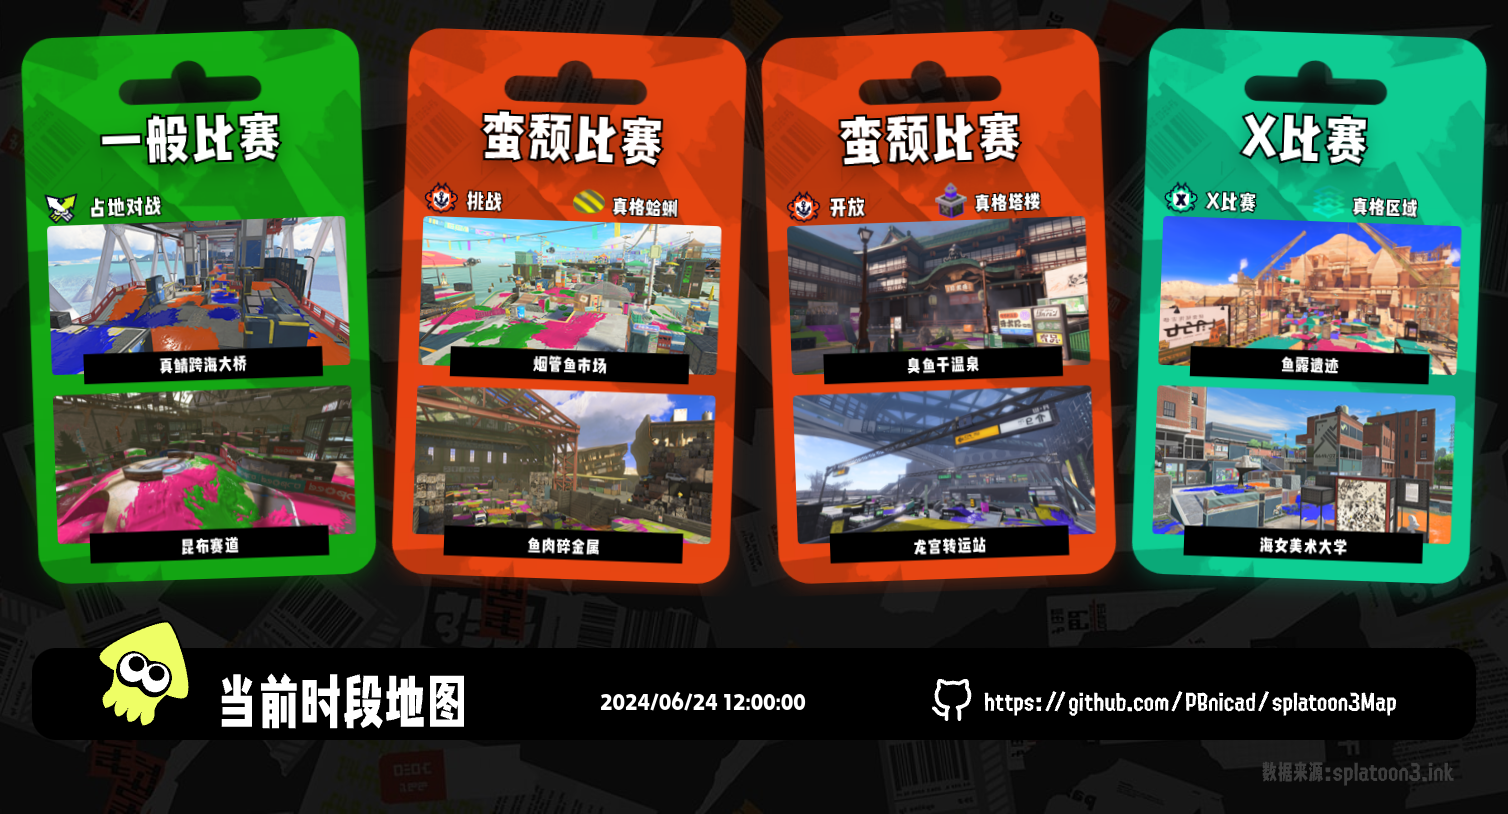 一般比赛
占地对战
真鲭跨海大桥
昆布赛道
蛮颓比赛
挑战
真格蛤蜊
烟管鱼市场
鱼肉碎金属
蛮颓比赛
开放
真格塔楼
臭鱼干温泉
龙宫转运站
X比赛
X比赛
真格区域
鱼露遗迹
海女美术大学
当前时段地图
2024/06/24 12:00:00
https://github.com/PBnicad/splatoon3Map
数据来源:splatoon3.ink